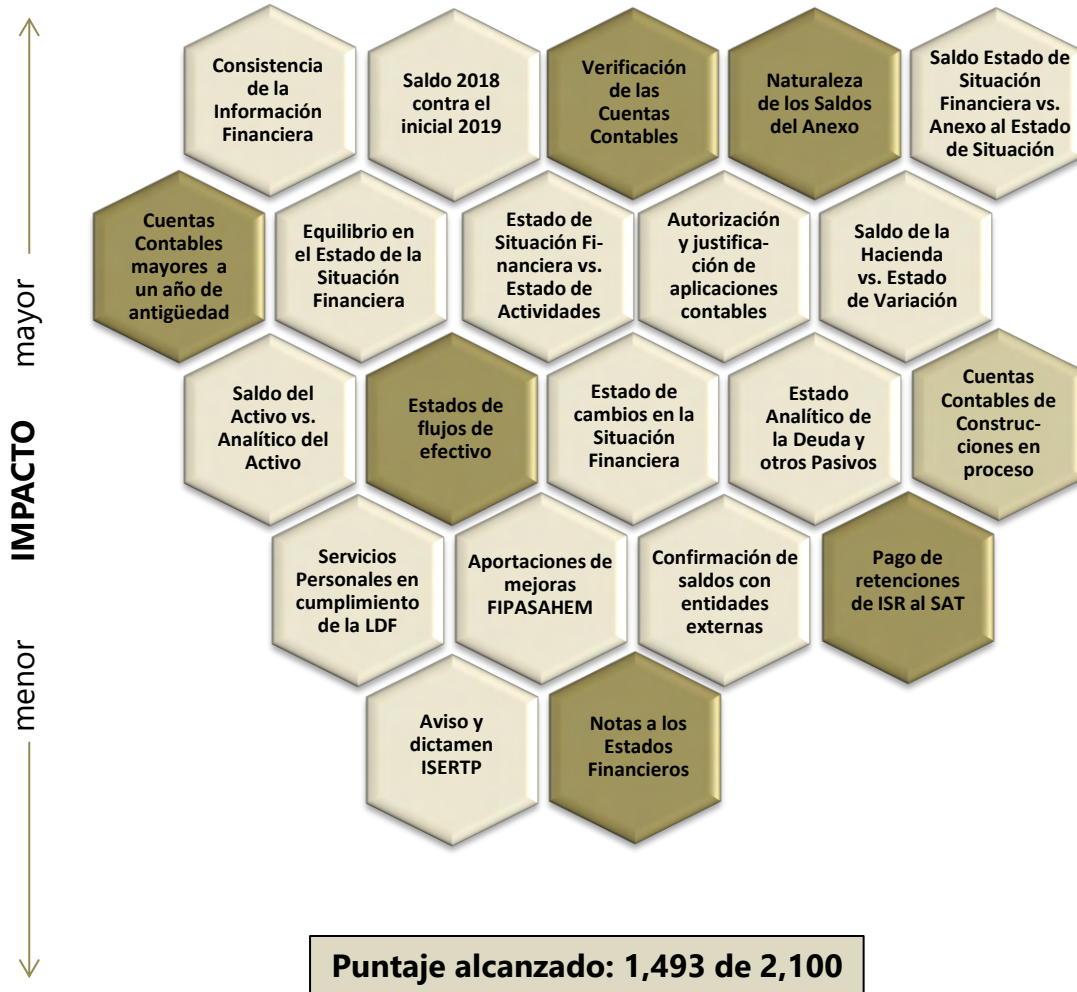 Consistencia
de la
Información
Financiera
Saldo 2018
contra el
inicial 2019
Verificación
de las
Cuentas
Contables
Naturaleza
de los Saldos
del Anexo
Saldo Estado de
Situación
Financiera vs.
Anexo al Estado
de Situación
Cuentas
Contables
mayores a
un año de
antigüedad
Equilibrio en
el Estado de la
Situación
Financiera
Estado de
Situación Fi-
nanciera vs.
Estado de
Actividades
Autorización
y justifica-
ción de
aplicaciones
contables
Saldo de la
Hacienda
vs. Estado
de Variación
Saldo del
Activo vs.
Analítico del
Activo
Estados de
flujos de
efectivo
Estado de
cambios en la
Situación
Financiera
Estado
Analítico de
la Deuda y
otros Pasivos
Cuentas
Contables de
Construc-
ciones en
proceso
Servicios
Personales en
cumplimiento
de la LDF
Aportaciones de
mejoras
FIPASAHEM
Confirmación de
saldos con
entidades
externas
Pago de
retenciones
de ISR al SAT
Aviso y
dictamen
ISERTP
Notas a los
Estados
Financieros
menor IMPACTO mayor
Puntaje alcanzado: 1,493 de 2,100